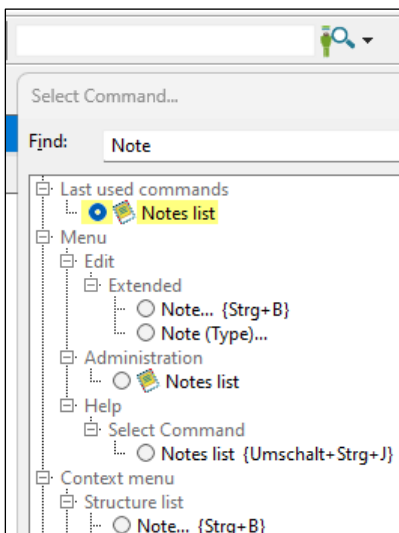 Select Command...
Find: Note
Last used commands
Notes list
Menu
Edit
Extended
Note... {Strg+B}
Note (Type)...
Administration
Notes list
Help
Select Command
Notes list {Umschalt+Strg+J}
Context menu
Structure list
Note... {Strg+B}